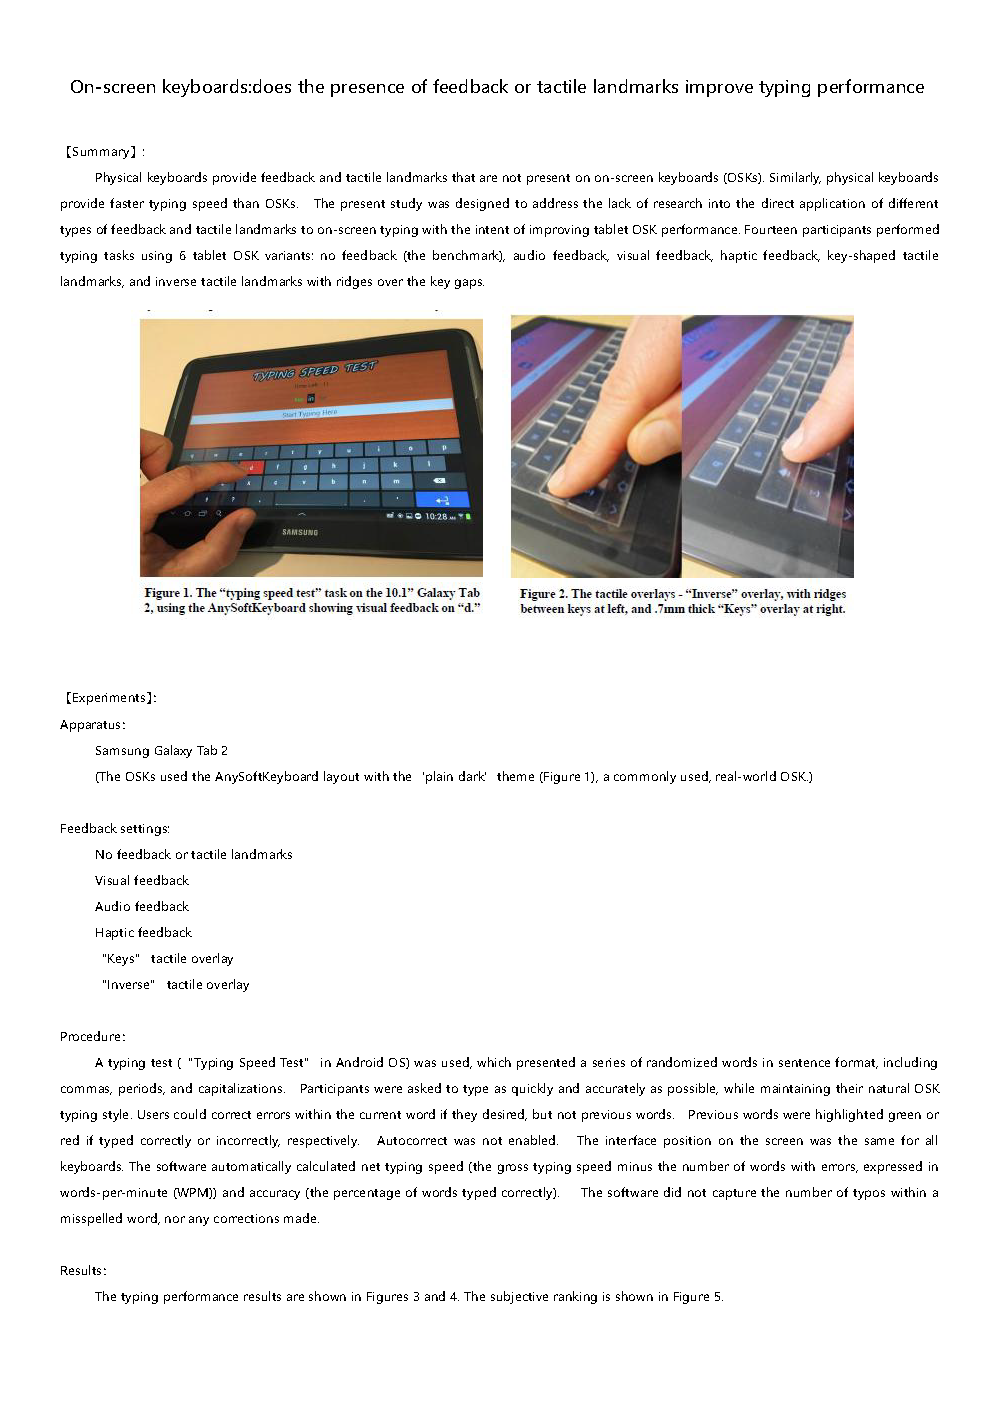 On-screen keyboards:does the presence of feedback or tactile landmarks improve typing performance
【Summary】:
Physical keyboards provide feedback and tactile landmarks that are not present on on-screen keyboards (OSKs). Similarly, physical keyboards
provide faster typing speed than OSKs. The present study was designed to address the lack of research into the direct application of different
types of feedback and tactile landmarks to on-screen typing with the intent of improving tablet OSK performance. Fourteen participants performed
typing tasks using 6 tablet OSK variants: no feedback (the benchmark), audio feedback, visual feedback, haptic feedback, key-shaped tactile
landmarks, and inverse tactile landmarks with ridges over the key gaps.
TYPING SPEED TEST
in
Start Typing Here
o p
d f g h j k l
x c v b n m
10:28
SAMSUNG
Figure 1. The “typing speed test” task on the 10.1” Galaxy Tab
2, using the AnySoftKeyboard showing visual feedback on “d.”
Figure 2. The tactile overlays - “Inverse” overlay, with ridges
between keys at left, and .7mm thick “Keys” overlay at right.
【Experiments】:
Apparatus:
Samsung Galaxy Tab 2
(The OSKs used the AnySoftKeyboard layout with the 'plain dark' theme (Figure 1), a commonly used, real-world OSK.)
Feedback settings:
No feedback or tactile landmarks
Visual feedback
Audio feedback
Haptic feedback
"Keys" tactile overlay
"Inverse" tactile overlay
Procedure:
A typing test ( "Typing Speed Test" in Android OS) was used, which presented a series of randomized words in sentence format, including
commas, periods, and capitalizations. Participants were asked to type as quickly and accurately as possible, while maintaining their natural OSK
typing style. Users could correct errors within the current word if they desired, but not previous words. Previous words were highlighted green or
red if typed correctly or incorrectly, respectively. Autocorrect was not enabled. The interface position on the screen was the same for all
keyboards. The software automatically calculated net typing speed (the gross typing speed minus the number of words with errors, expressed in
words-per-minute (WPM)) and accuracy (the percentage of words typed correctly). The software did not capture the number of typos within a
misspelled word, nor any corrections made.
Results:
The typing performance results are shown in Figures 3 and 4. The subjective ranking is shown in Figure 5.